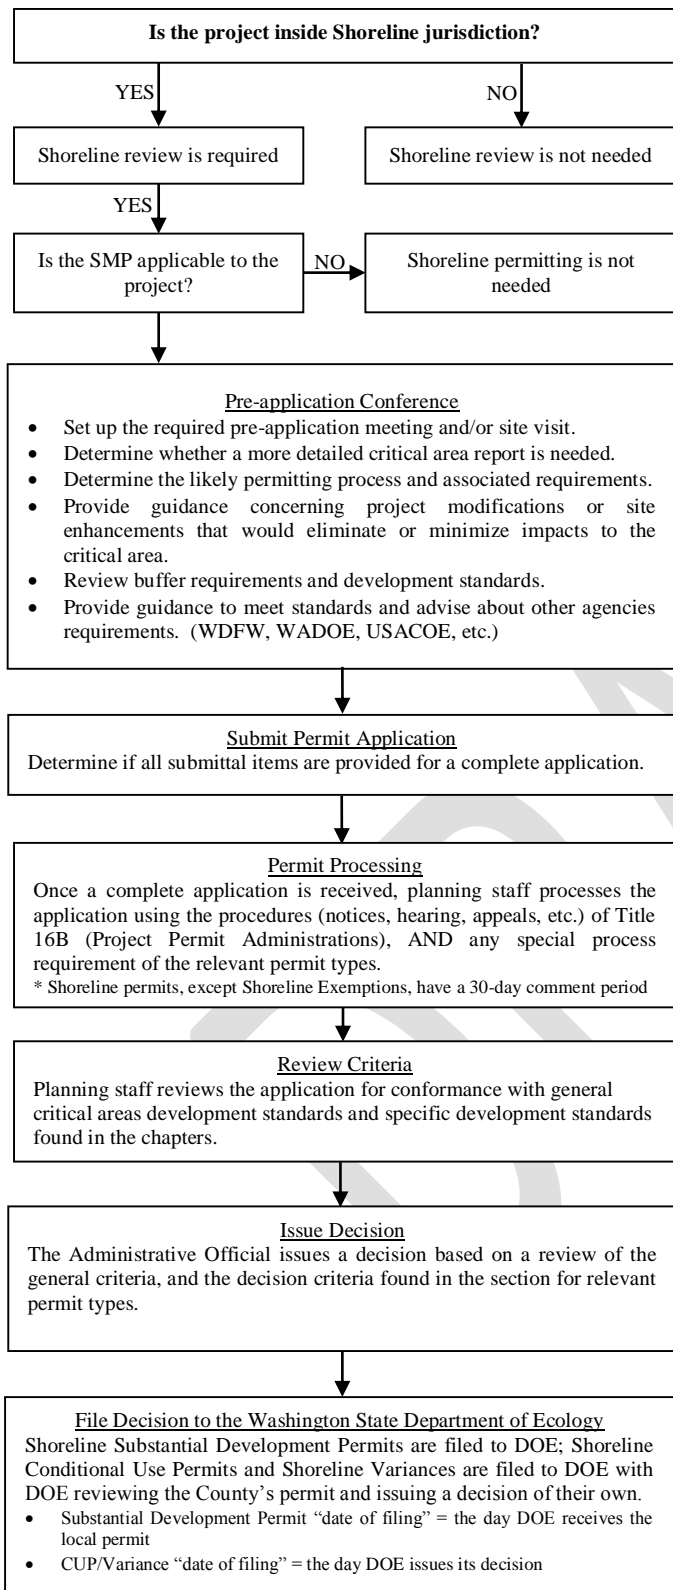 Is the project inside Shoreline jurisdiction?
YES
NO
Shoreline review is required
Shoreline review is not needed
YES
Is the SMP applicable to the
project?
NO
Shoreline permitting is not
needed
Pre-application Conference
• Set up the required pre-application meeting and/or site visit.
• Determine whether a more detailed critical area report is needed.
• Determine the likely permitting process and associated requirements.
• Provide guidance concerning project modifications or site
enhancements that would eliminate or minimize impacts to the
critical area.
• Review buffer requirements and development standards.
• Provide guidance to meet standards and advise about other agencies
requirements. (WDFW, WADOE, USACOE, etc.)
Submit Permit Application
Determine if all submittal items are provided for a complete application.
Permit Processing
Once a complete application is received, planning staff processes the
application using the procedures (notices, hearing, appeals, etc.) of Title
16B (Project Permit Administrations), AND any special process
requirement of the relevant permit types.
* Shoreline permits, except Shoreline Exemptions, have a 30-day comment period
Review Criteria
Planning staff reviews the application for conformance with general
critical areas development standards and specific development standards
found in the chapters.
Issue Decision
The Administrative Official issues a decision based on a review of the
general criteria, and the decision criteria found in the section for relevant
permit types.
File Decision to the Washington State Department of Ecology
Shoreline Substantial Development Permits are filed to DOE; Shoreline
Conditional Use Permits and Shoreline Variances are filed to DOE with
DOE reviewing the County’s permit and issuing a decision of their own.
• Substantial Development Permit “date of filing” = the day DOE receives the
local permit
• CUP/Variance “date of filing” = the day DOE issues its decision